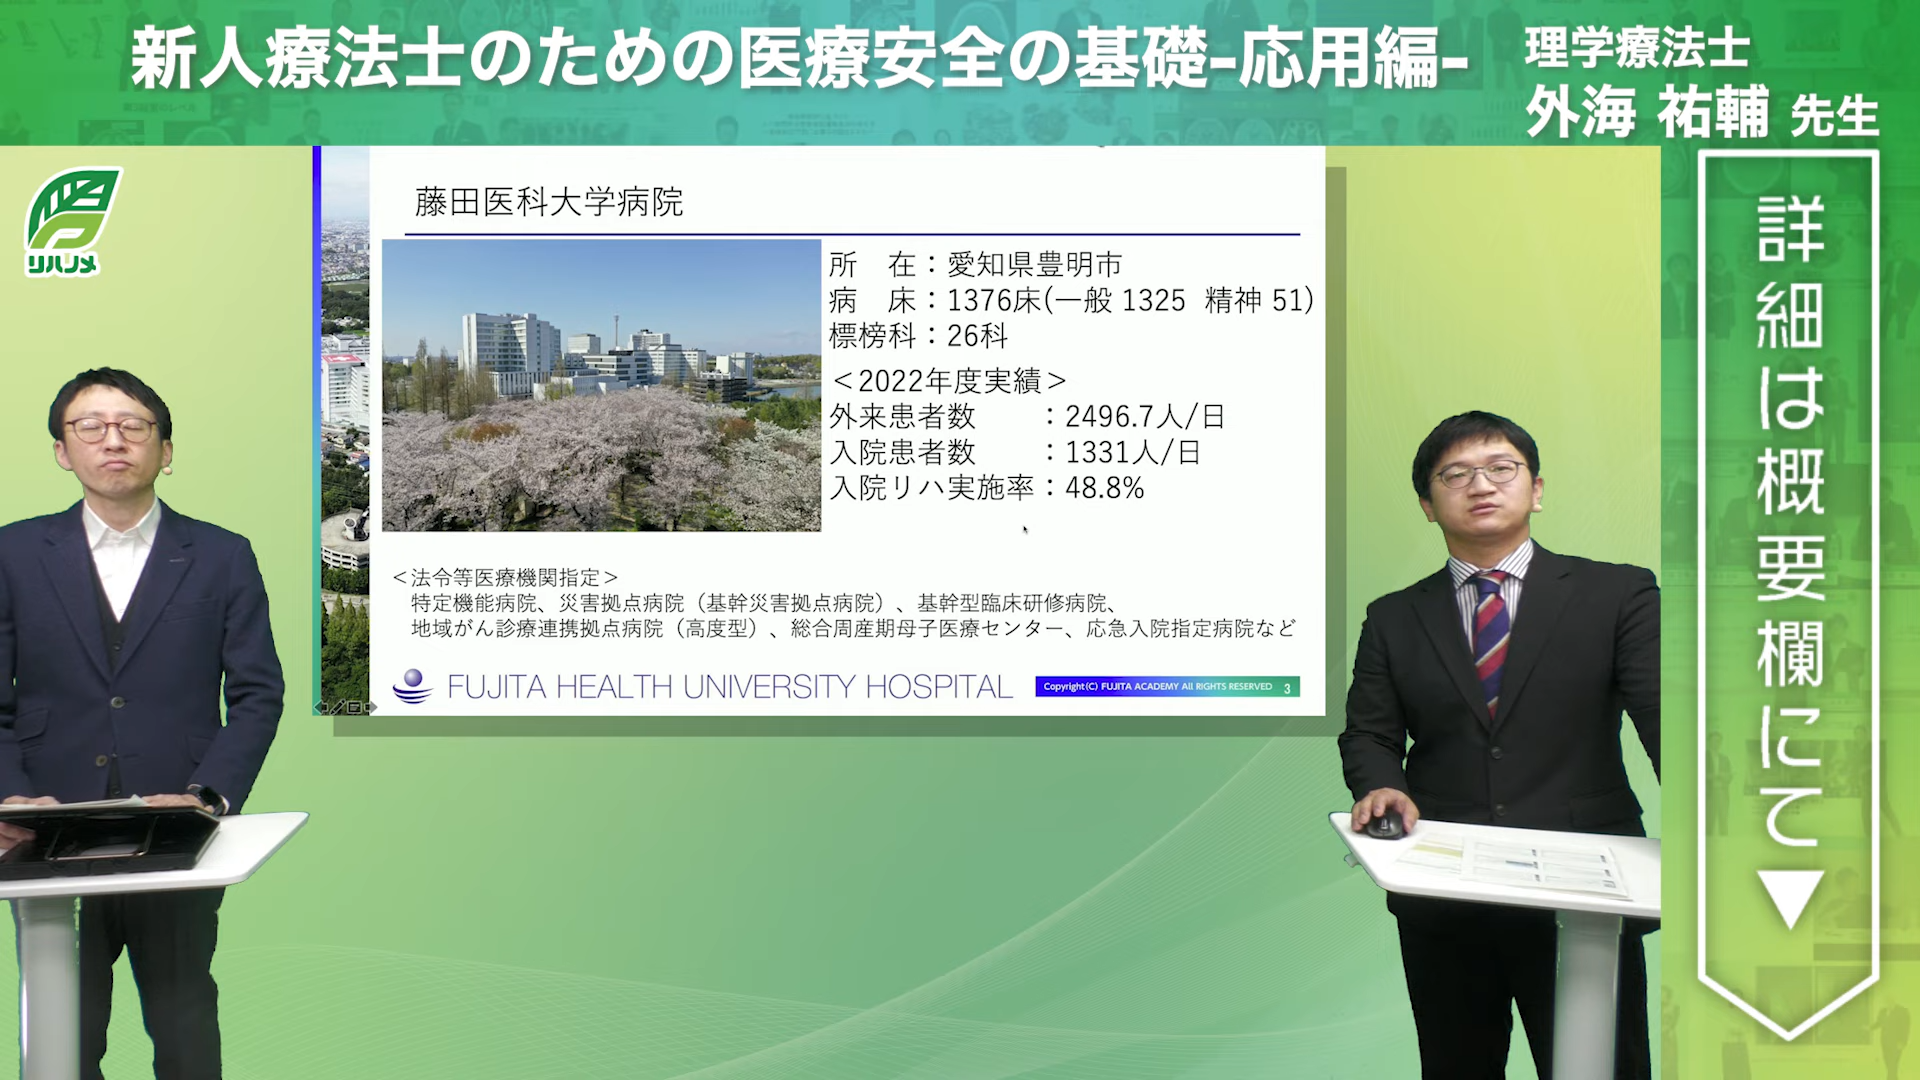 新人療法士のための医療安全の基礎-応用編-
理学療法士
外海 祐輔 先生
リハノメ
詳細は概要欄にて▼
藤田医科大学病院
所　在：愛知県豊明市
病　床：1376床(一般 1325 精神 51)
標榜科：26科
＜2022年度実績＞
外来患者数　：2496.7人/日
入院患者数　：1331人/日
入院リハ実施率：48.8%
＜法令等医療機関指定＞
特定機能病院、災害拠点病院（基幹災害拠点病院）、基幹型臨床研修病院、
地域がん診療連携拠点病院（高度型）、総合周産期母子医療センター、応急入院指定病院など
FUJITA HEALTH UNIVERSITY HOSPITAL
Copyright(C) FUJITA ACADEMY All RIGHTS RESERVED 3